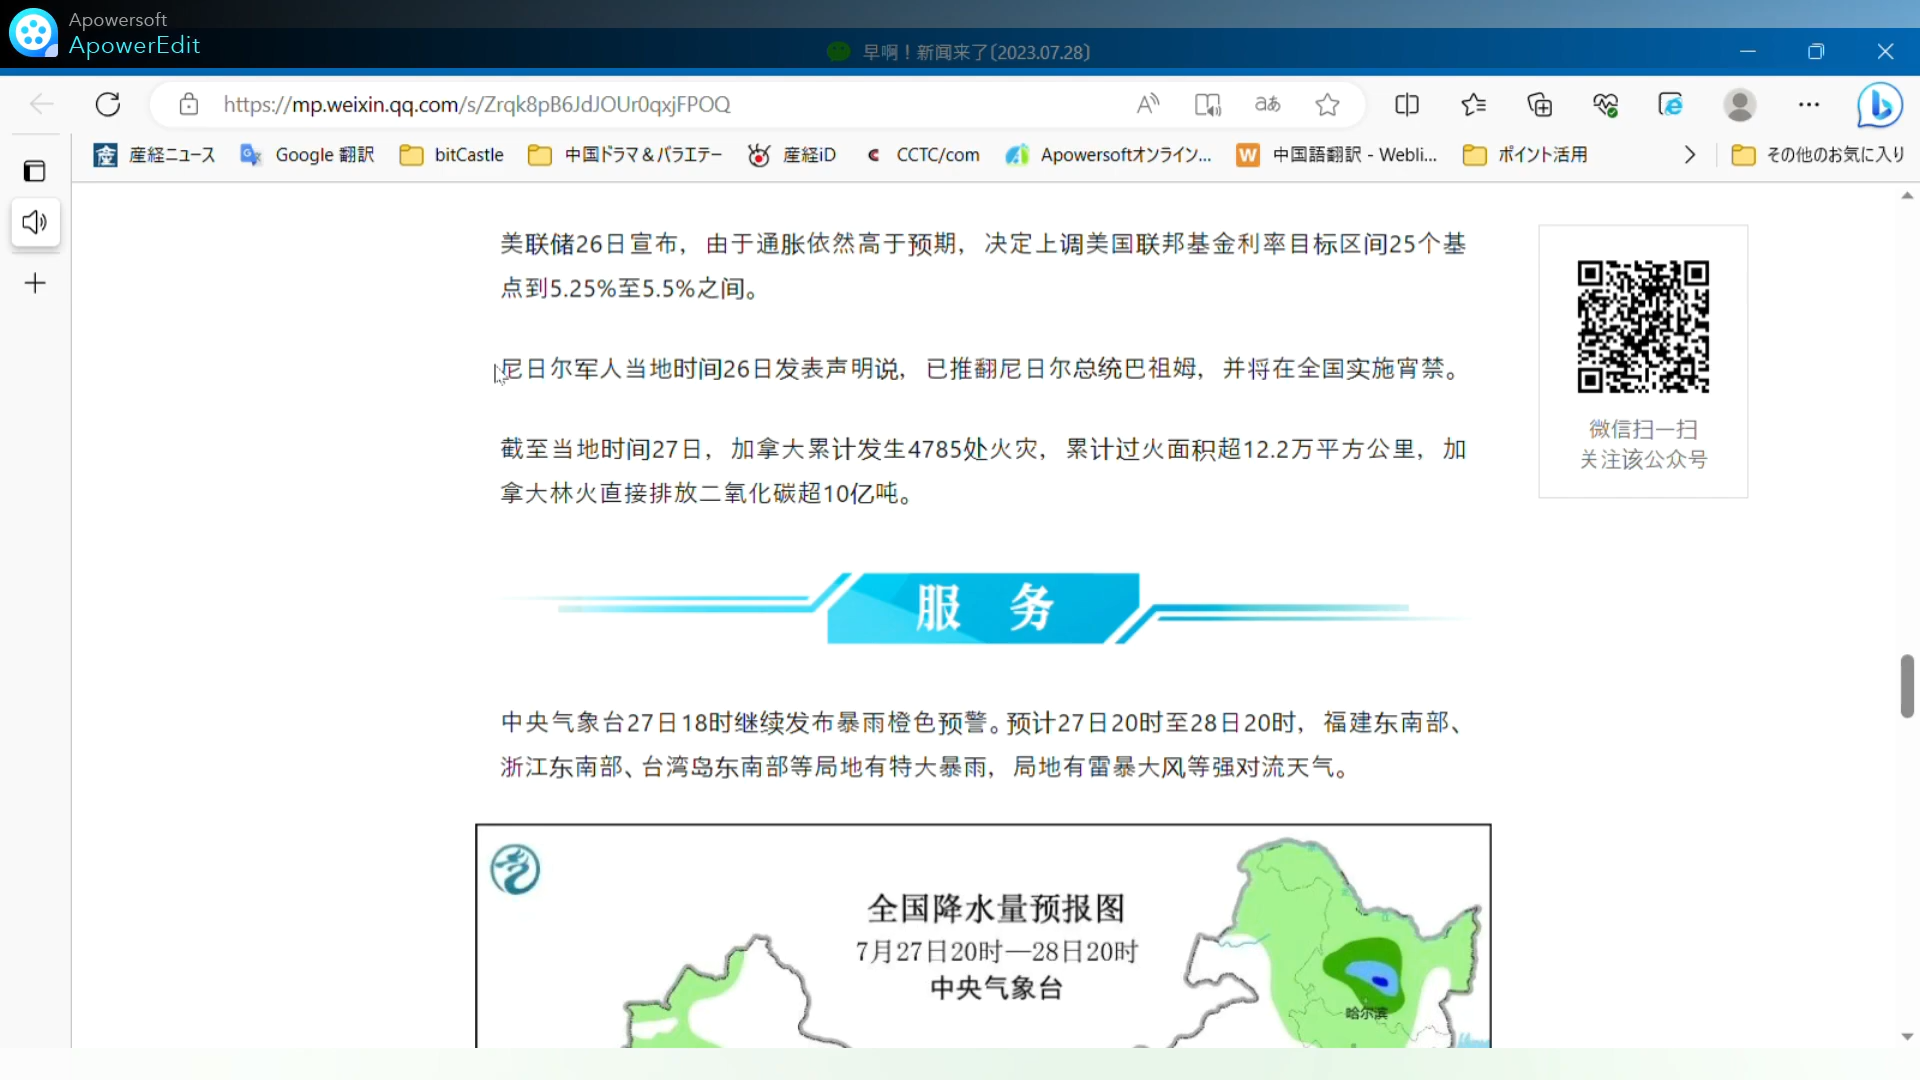 Apowersoft
ApowerEdit
早啊！新闻来了〔2023.07.28〕
https://mp.weixin.qq.com/s/Zrqk8pB6JdJOUr0qxjFPOQ
産経ニュース
Google 翻訳
bitCastle
中国ドラマ＆バラエテー
産経iD
CCTC/com
Apowersoftオンライン...
中国語翻訳 - Webli...
ポイント活用
その他のお気に入り
美联储26日宣布，由于通胀依然高于预期，决定上调美国联邦基金利率目标区间25个基
点到5.25%至5.5%之间。
尼日尔军人当地时间26日发表声明说，已推翻尼日尔总统巴祖姆，并将在全国实施宵禁。
截至当地时间27日，加拿大累计发生4785处火灾，累计过火面积超12.2万平方公里，加
拿大林火直接排放二氧化碳超10亿吨。
微信扫一扫
关注该公众号
服 务
中央气象台27日18时继续发布暴雨橙色预警。预计27日20时至28日20时，福建东南部、
浙江东南部、台湾岛东南部等局地有特大暴雨，局地有雷暴大风等强对流天气。
全国降水量预报图
7月27日20时—28日20时
中央气象台
哈尔滨